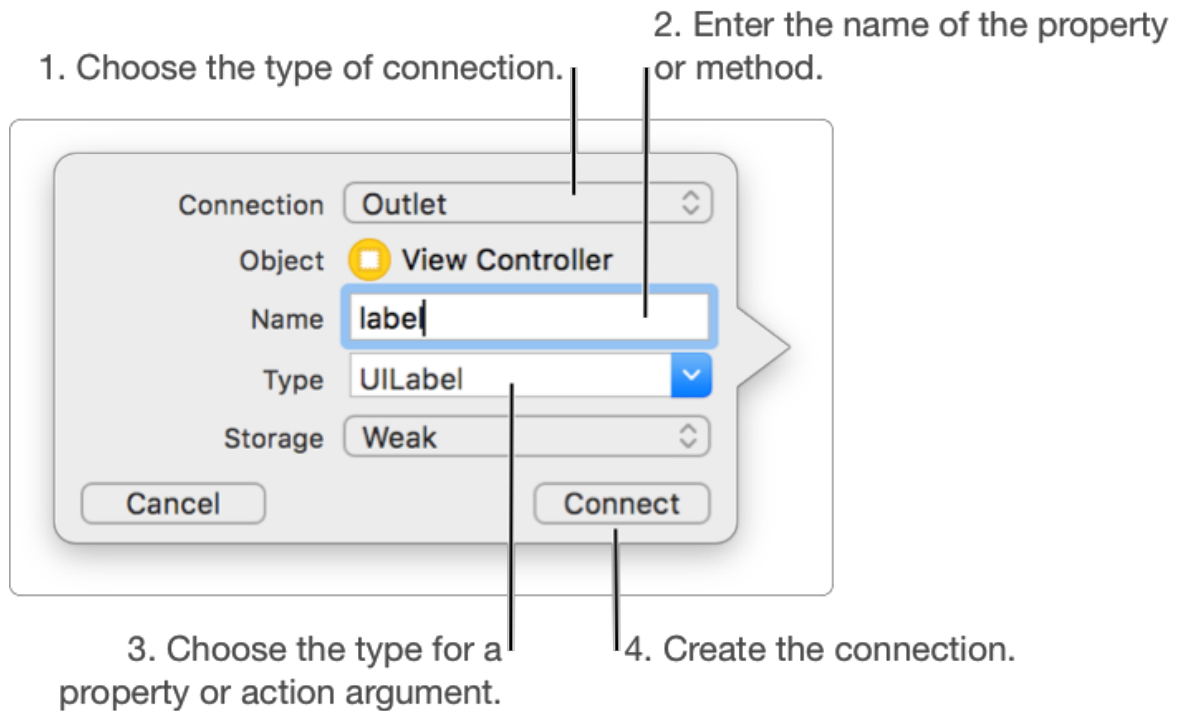 2. Enter the name of the property
1. Choose the type of connection.
or method.
Connection Outlet
Object View Controller
Name label
Type UILabel
Storage Weak
Cancel Connect
3. Choose the type for a
4. Create the connection.
property or action argument.